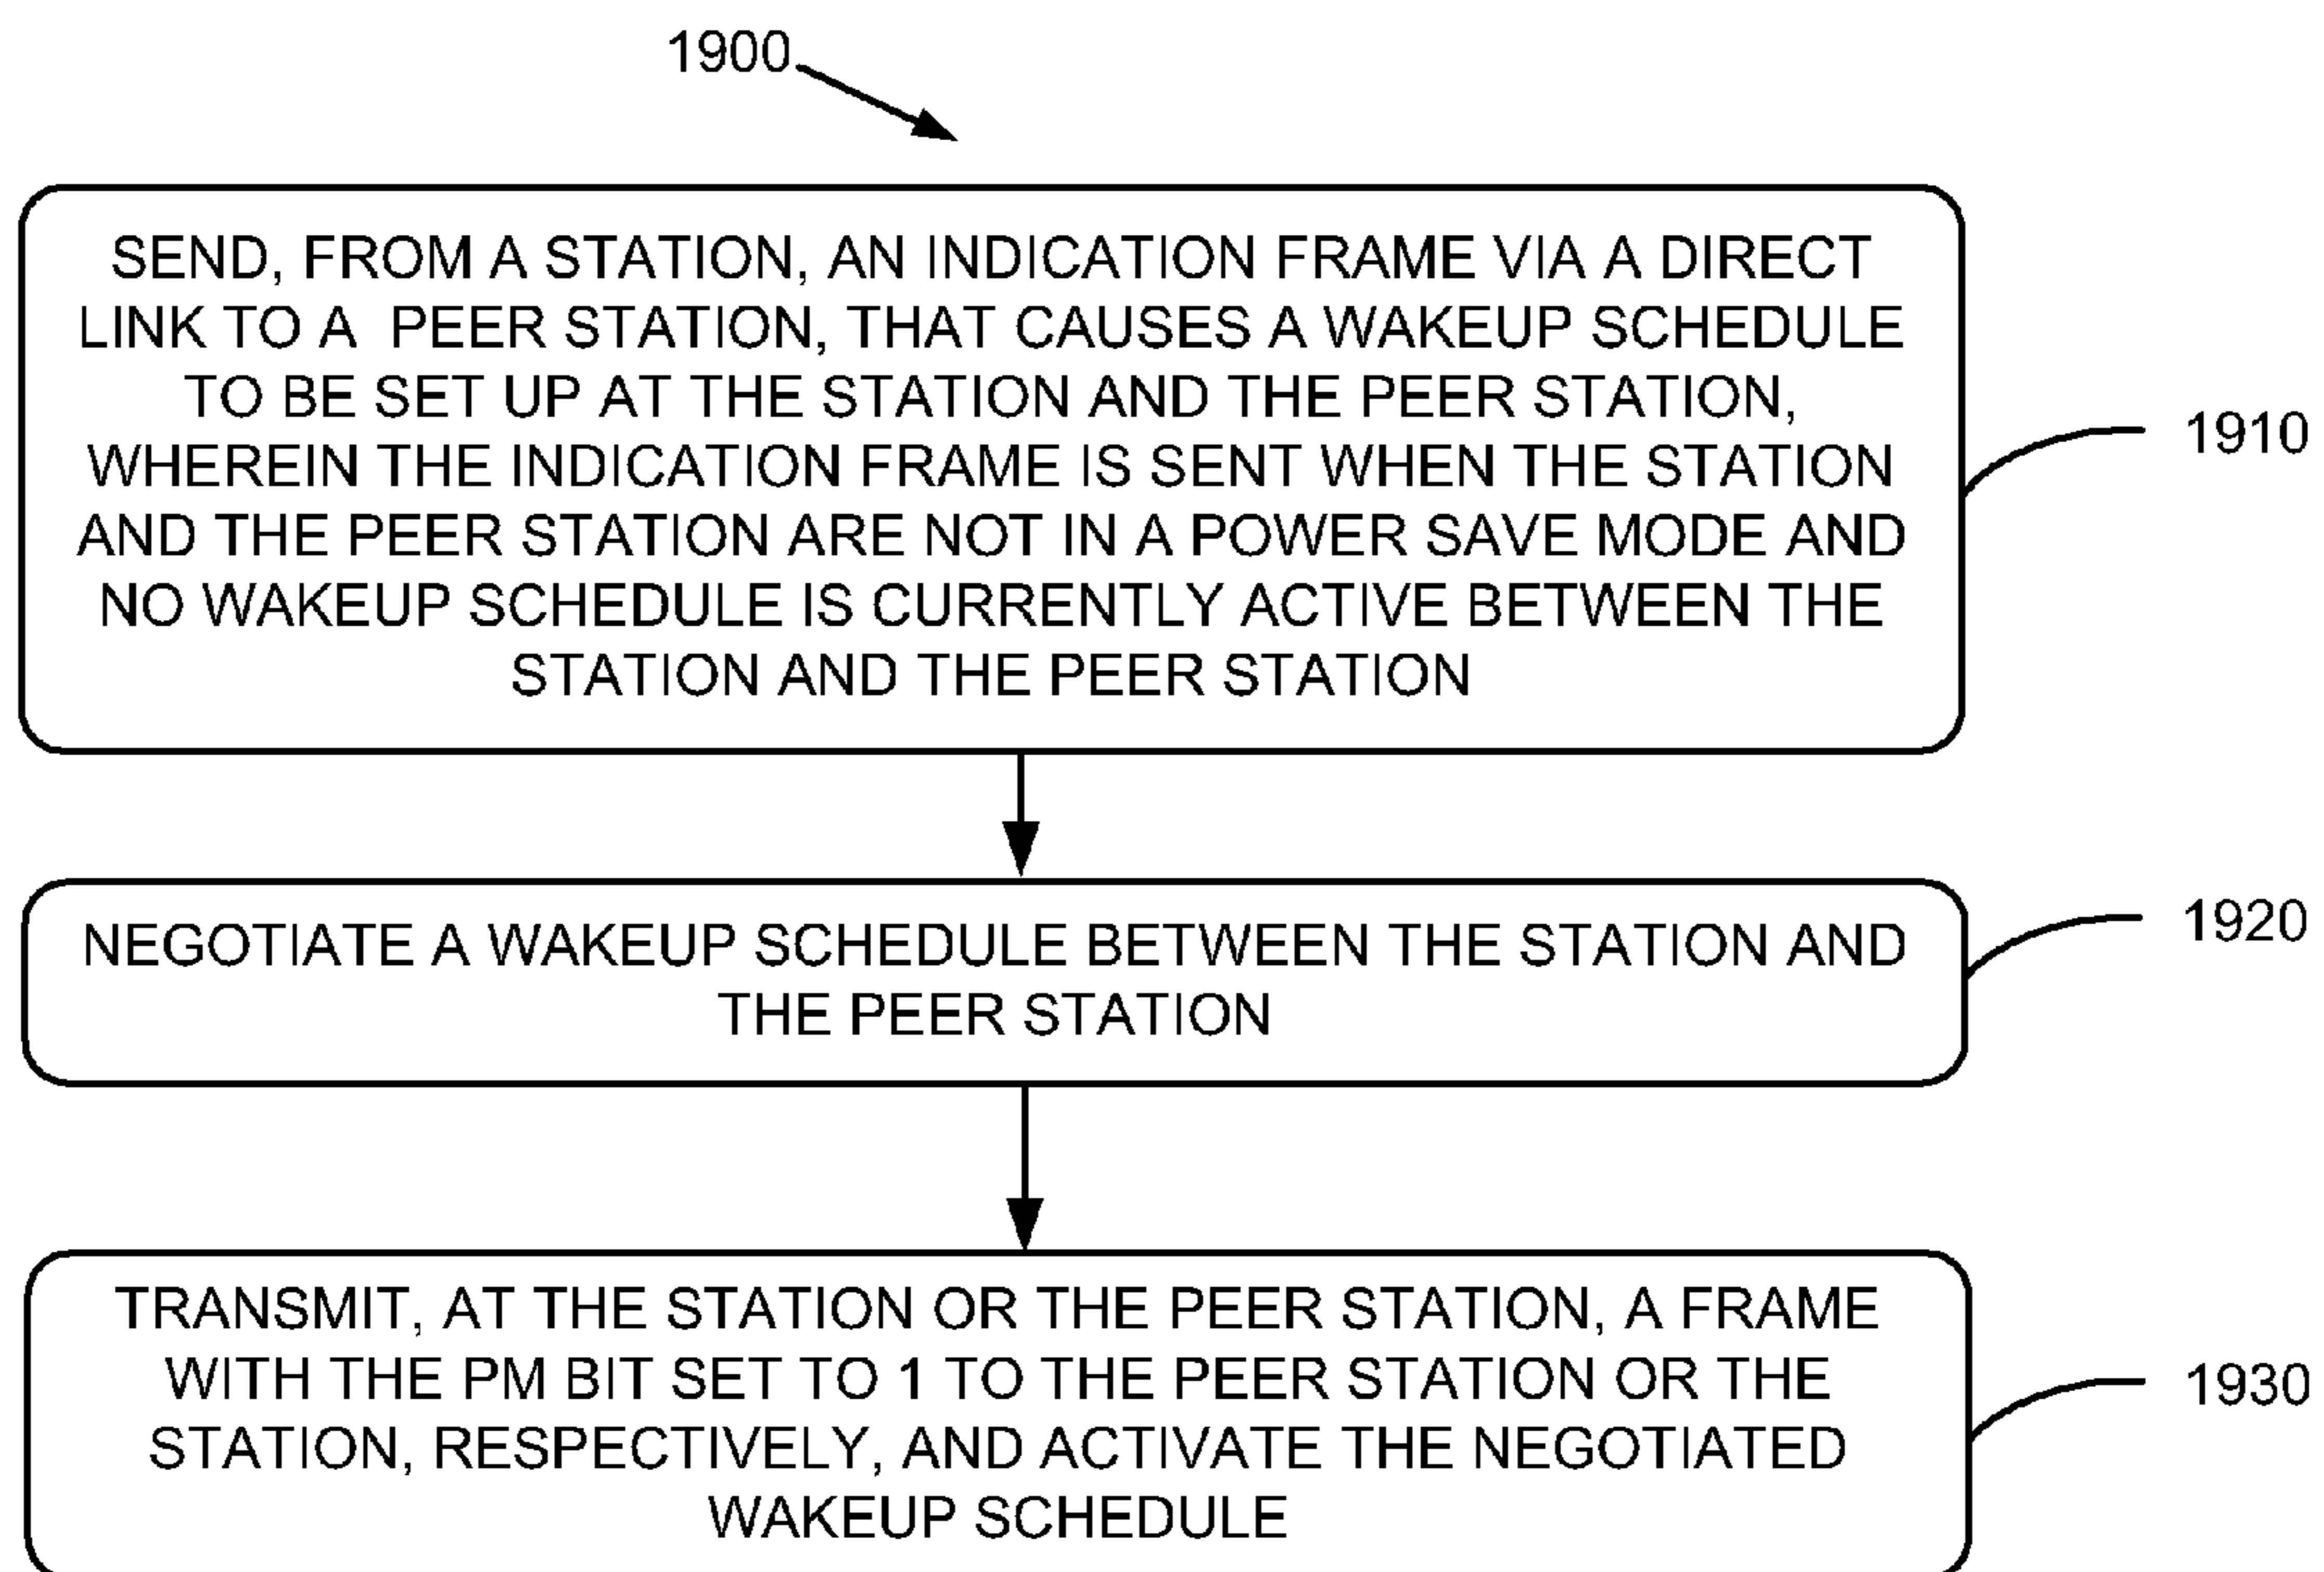 1900
SEND, FROM A STATION, AN INDICATION FRAME VIA A DIRECT
LINK TO A PEER STATION, THAT CAUSES A WAKEUP SCHEDULE
TO BE SET UP AT THE STATION AND THE PEER STATION,
WHEREIN THE INDICATION FRAME IS SENT WHEN THE STATION
AND THE PEER STATION ARE NOT IN A POWER SAVE MODE AND
NO WAKEUP SCHEDULE IS CURRENTLY ACTIVE BETWEEN THE
STATION AND THE PEER STATION
1910
NEGOTIATE A WAKEUP SCHEDULE BETWEEN THE STATION AND
THE PEER STATION
1920
TRANSMIT, AT THE STATION OR THE PEER STATION, A FRAME
WITH THE PM BIT SET TO 1 TO THE PEER STATION OR THE
STATION, RESPECTIVELY, AND ACTIVATE THE NEGOTIATED
WAKEUP SCHEDULE
1930